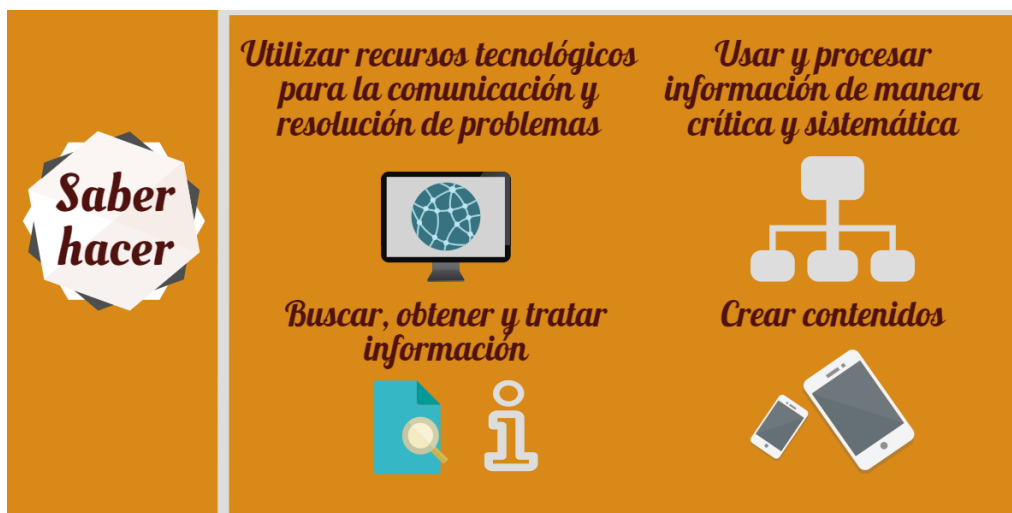 Saber
hacer
Utilizar recursos tecnológicos
para la comunicación y
resolución de problemas
Usar y procesar
información de manera
crítica y sistemática
Buscar, obtener y tratar
información
Crear contenidos